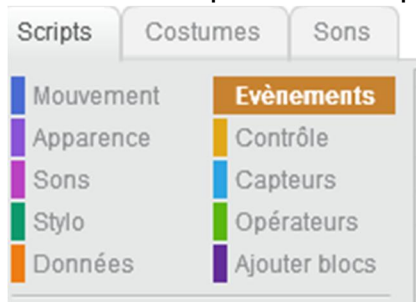 Scripts Costumes Sons
Mouvement Evènements
Apparence Contrôle
Sons Capteurs
Stylo Opérateurs
Données Ajouter blocs